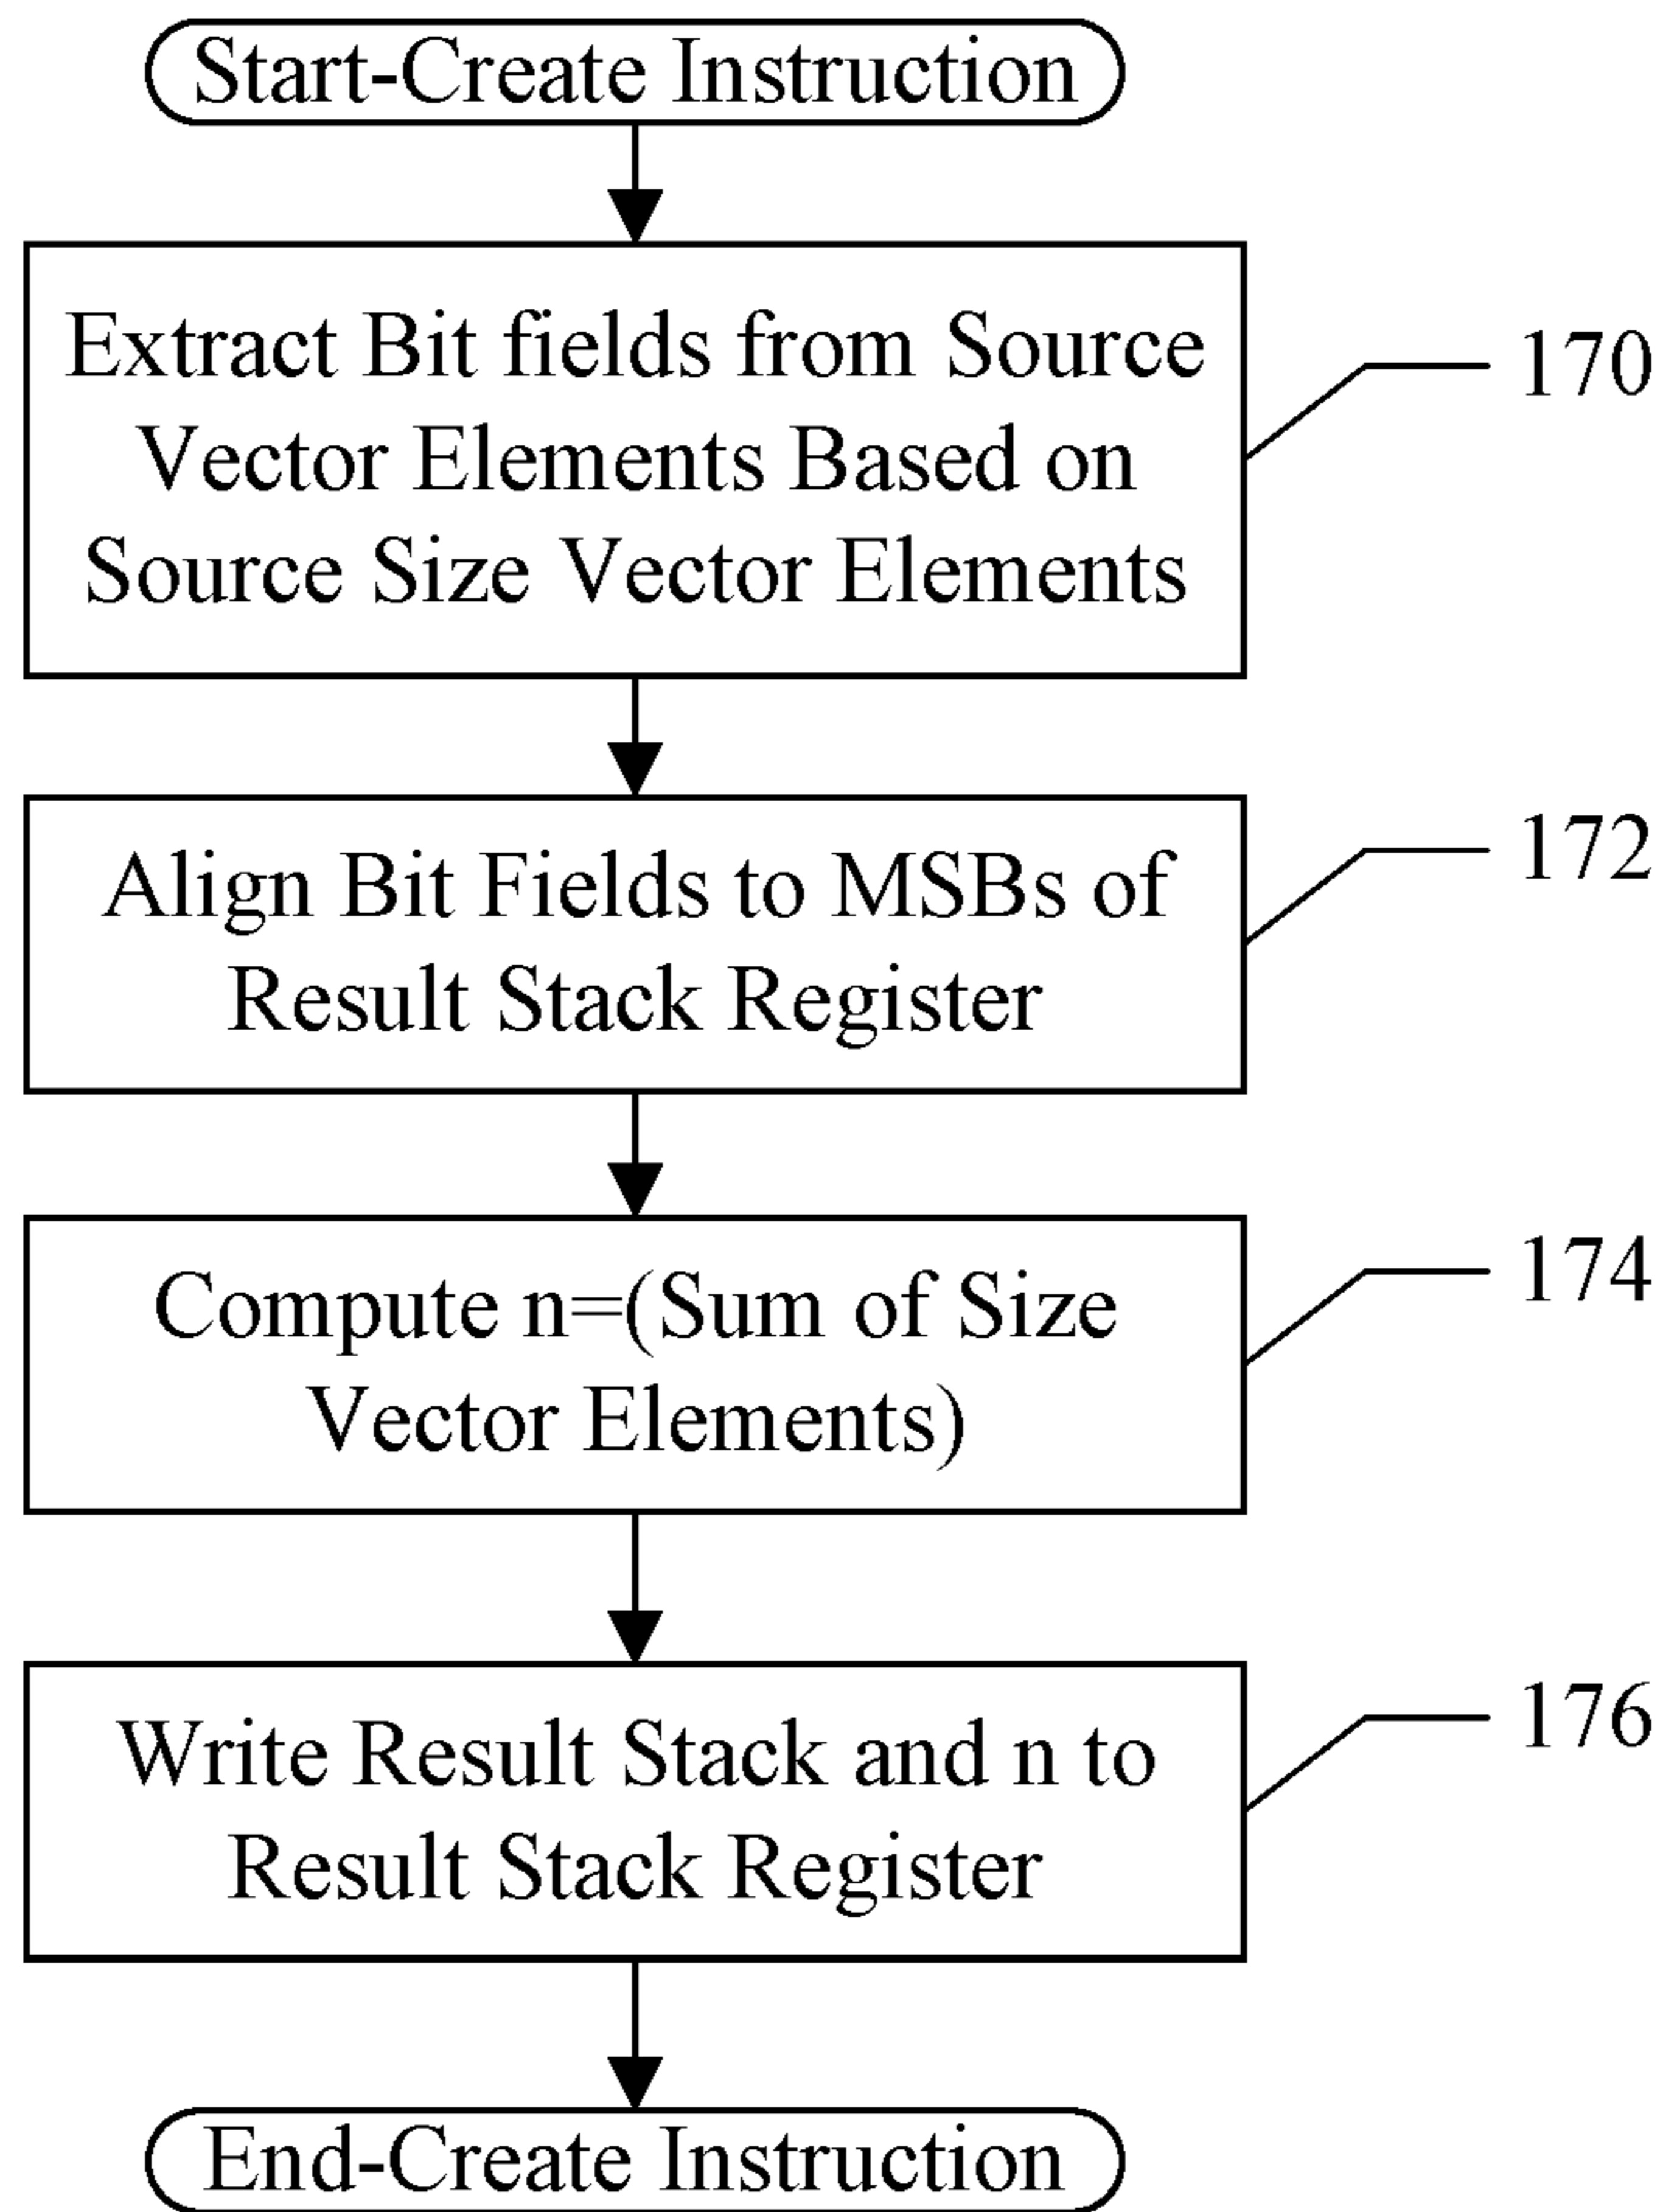 Start-Create Instruction
Extract Bit fields from Source
Vector Elements Based on
Source Size Vector Elements
170
Align Bit Fields to MSBs of
Result Stack Register
172
Compute n=(Sum of Size
Vector Elements)
174
Write Result Stack and n to
Result Stack Register
176
End-Create Instruction